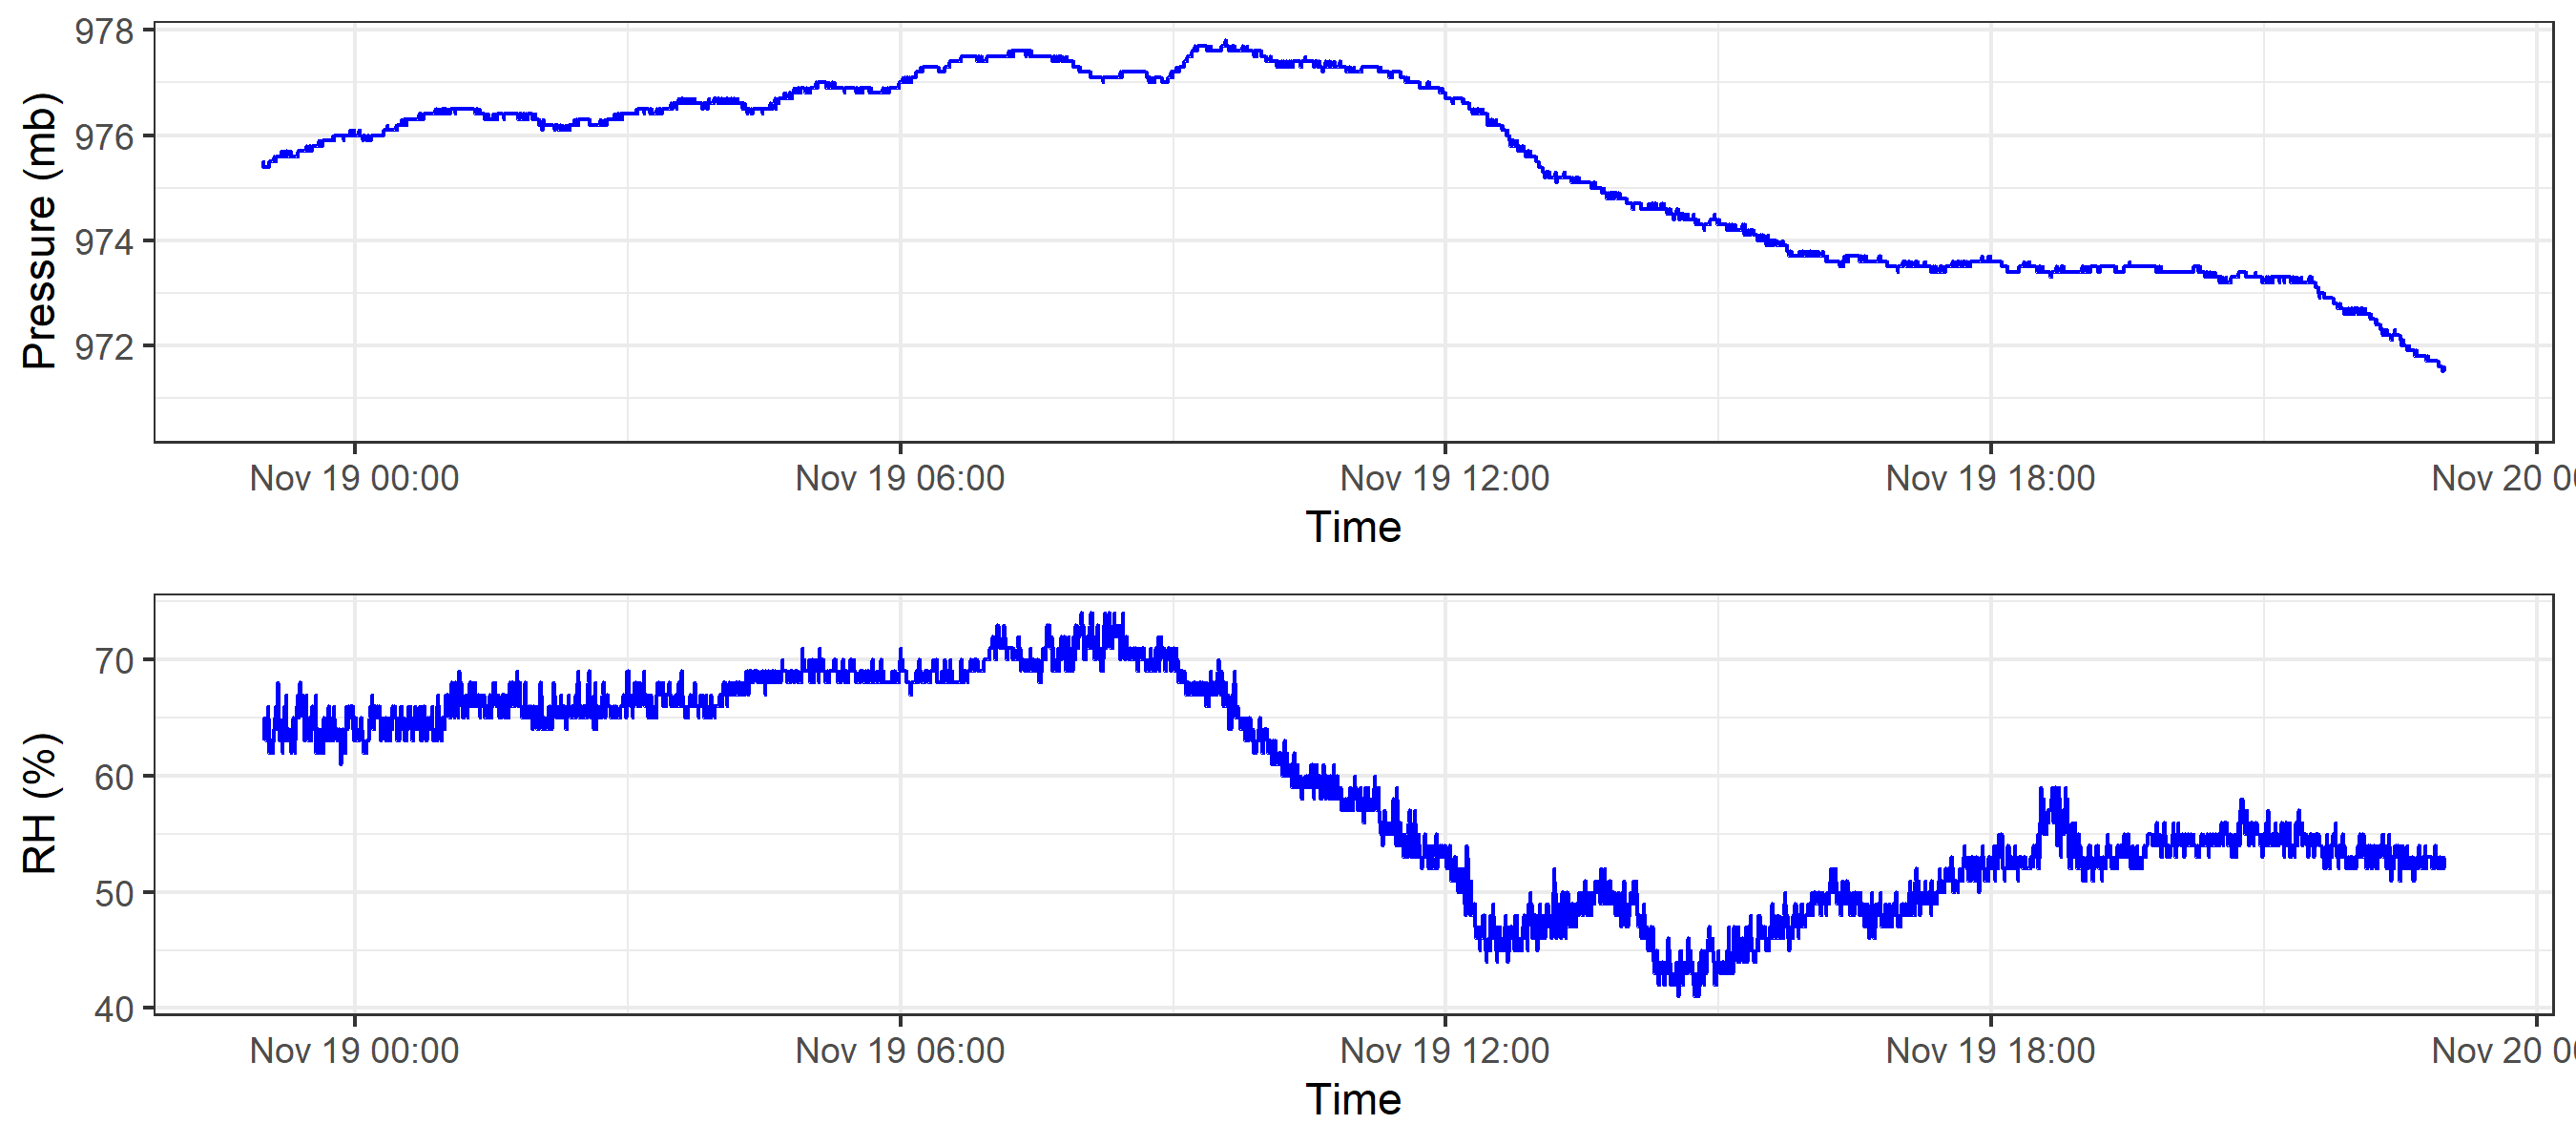 Pressure (mb)
978
976
974
972
Nov 19 00:00
Nov 19 06:00
Nov 19 12:00
Nov 19 18:00
Nov 20 0
Time
RH (%)
70
60
50
40
Nov 19 00:00
Nov 19 06:00
Nov 19 12:00
Nov 19 18:00
Nov 20 0
Time